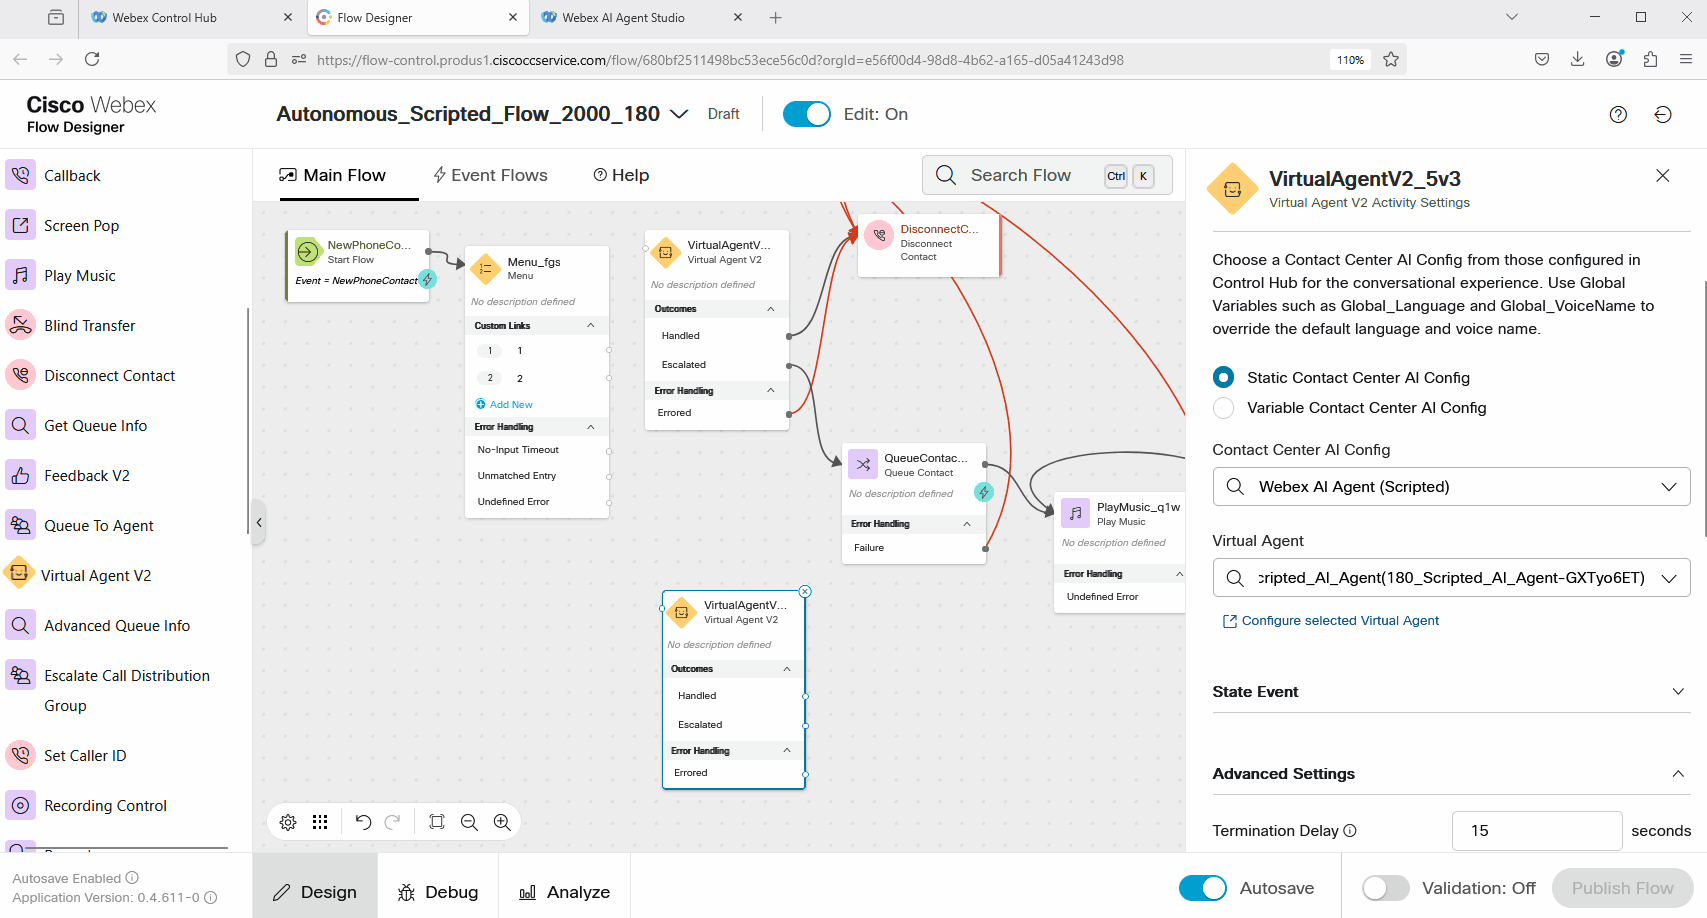 Webex Control Hub
Flow Designer
Webex AI Agent Studio
https://flow-control.produs1.ciscoccservice.com/flow/680bf2511498bc53ece56c0d?orgId=e56f00d4-98d8-4b62-a165-d05a41243d98
110%
Cisco Webex
Flow Designer
Autonomous_Scripted_Flow_2000_180
Draft
Edit: On
Callback
Screen Pop
Play Music
Blind Transfer
Disconnect Contact
Get Queue Info
Feedback V2
Queue To Agent
Virtual Agent V2
Advanced Queue Info
Escalate Call Distribution
Group
Set Caller ID
Recording Control
Autosave Enabled
Application Version: 0.4.611-0
Main Flow
Event Flows
Help
Search Flow
Ctrl
K
NewPhoneCo...
Start Flow
Event = NewPhoneContact
Menu_fgs
Menu
No description defined
Custom Links
1 1
2 2
Add New
Error Handling
No-Input Timeout
Unmatched Entry
Undefined Error
VirtualAgentV...
Virtual Agent V2
No description defined
Outcomes
Handled
Escalated
Error Handling
Errored
DisconnectC...
Disconnect
Contact
QueueContac...
Queue Contact
No description defined
Error Handling
Failure
PlayMusic_q1w
Play Music
No description defined
Error Handling
Undefined Error
VirtualAgentV...
Virtual Agent V2
No description defined
Outcomes
Handled
Escalated
Error Handling
Errored
VirtualAgentV2_5v3
Virtual Agent V2 Activity Settings
Choose a Contact Center AI Config from those configured in
Control Hub for the conversational experience. Use Global
Variables such as Global_Language and Global_VoiceName to
override the default language and voice name.
Static Contact Center AI Config
Variable Contact Center AI Config
Contact Center AI Config
Webex AI Agent (Scripted)
Virtual Agent
cripted_AI_Agent(180_Scripted_AI_Agent-GXTyo6ET)
Configure selected Virtual Agent
State Event
Advanced Settings
Termination Delay
15
seconds
Design
Debug
Analyze
Autosave
Validation: Off
Publish Flow